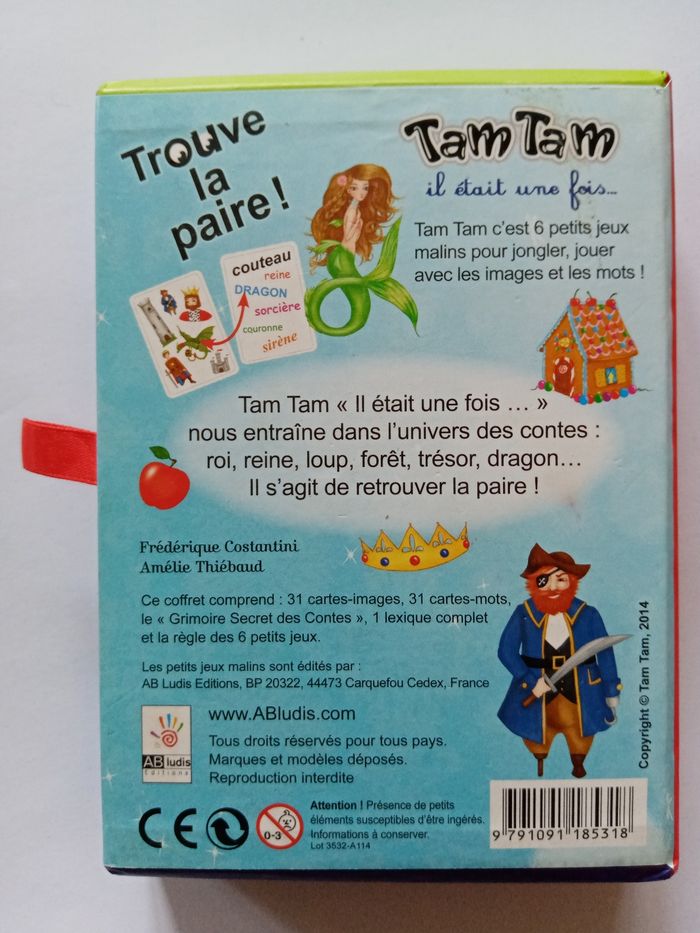 Trouve
la
paire !
Tam Tam
il était une fois...
Tam Tam c'est 6 petits jeux
malins pour jongler, jouer
avec les images et les mots !
couteau
reine
DRAGON
sorcière
couronne
sirène
Tam Tam « Il était une fois … »
nous entraîne dans l'univers des contes :
roi, reine, loup, forêt, trésor, dragon…
Il s'agit de retrouver la paire !
Frédérique Costantini
Amélie Thiébaud
Ce coffret comprend : 31 cartes-images, 31 cartes-mots,
le « Grimoire Secret des Contes », 1 lexique complet
et la règle des 6 petits jeux.
Les petits jeux malins sont édités par :
AB Ludis Editions, BP 20322, 44473 Carquefou Cedex, France
AB ludis
Editions
www.ABludis.com
Tous droits réservés pour tous pays.
Marques et modèles déposés.
Reproduction interdite
CE
0-3
Attention ! Présence de petits
éléments susceptibles d'être ingérés.
Informations à conserver.
Lot 3532-A114
9 791091 185318
Copyright © Tam Tam, 2014